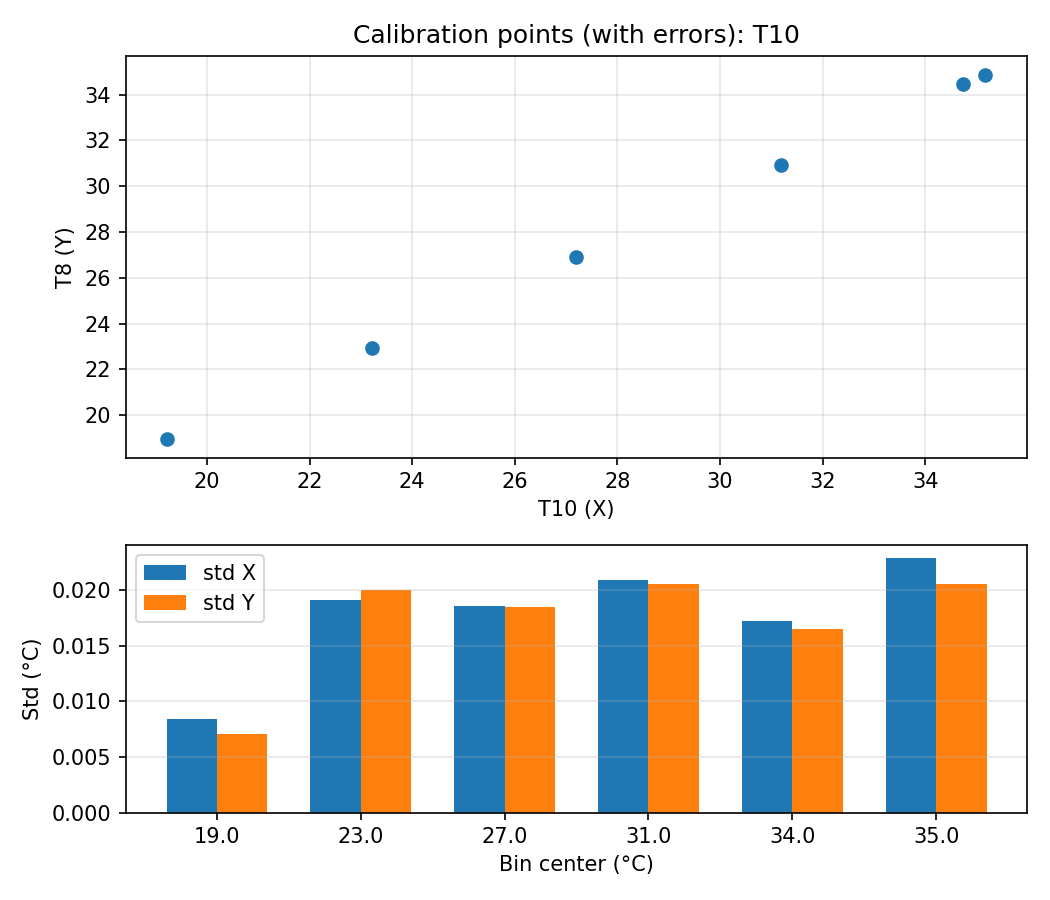 Calibration points (with errors): T10
34
32
30
28
26
24
22
20
T8 (Y)
20 22 24 26 28 30 32 34
T10 (X)
std X
std Y
0.020
0.015
0.010
0.005
0.000
Std (°C)
19.0 23.0 27.0 31.0 34.0 35.0
Bin center (°C)